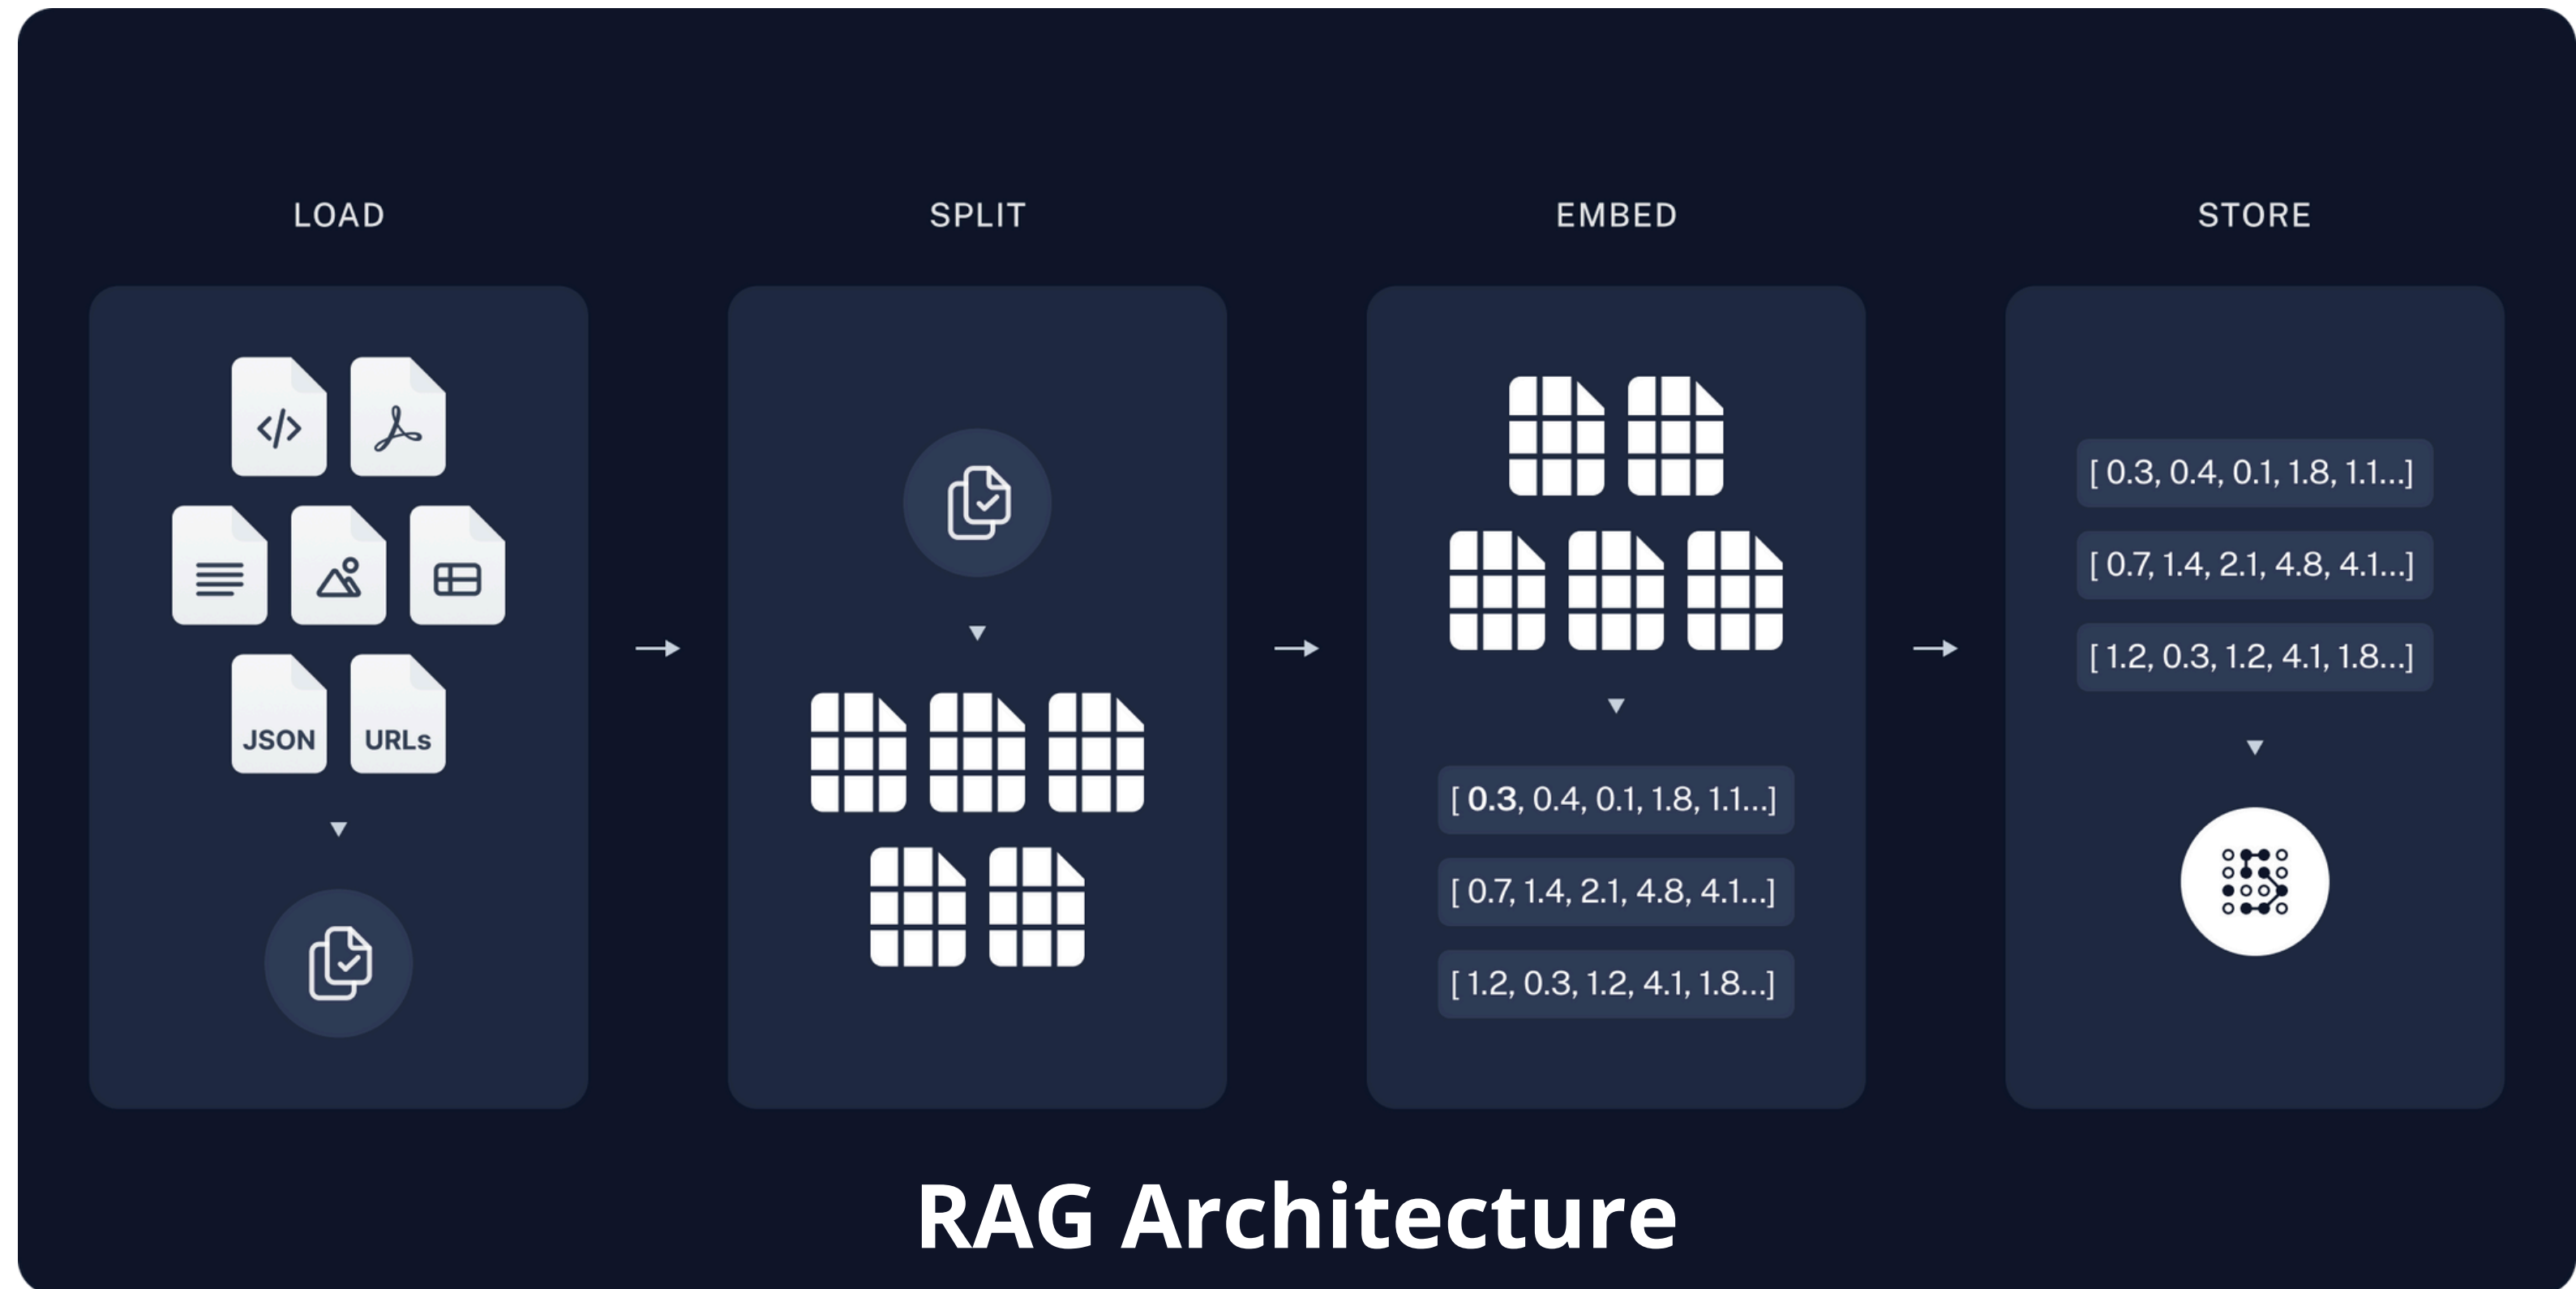 LOAD
SPLIT
EMBED
STORE
JSON
URLs
[ 0.3, 0.4, 0.1, 1.8, 1.1...]
[ 0.7, 1.4, 2.1, 4.8, 4.1...]
[ 1.2, 0.3, 1.2, 4.1, 1.8...]
[ 0.3, 0.4, 0.1, 1.8, 1.1...]
[ 0.7, 1.4, 2.1, 4.8, 4.1...]
[ 1.2, 0.3, 1.2, 4.1, 1.8...]
RAG Architecture